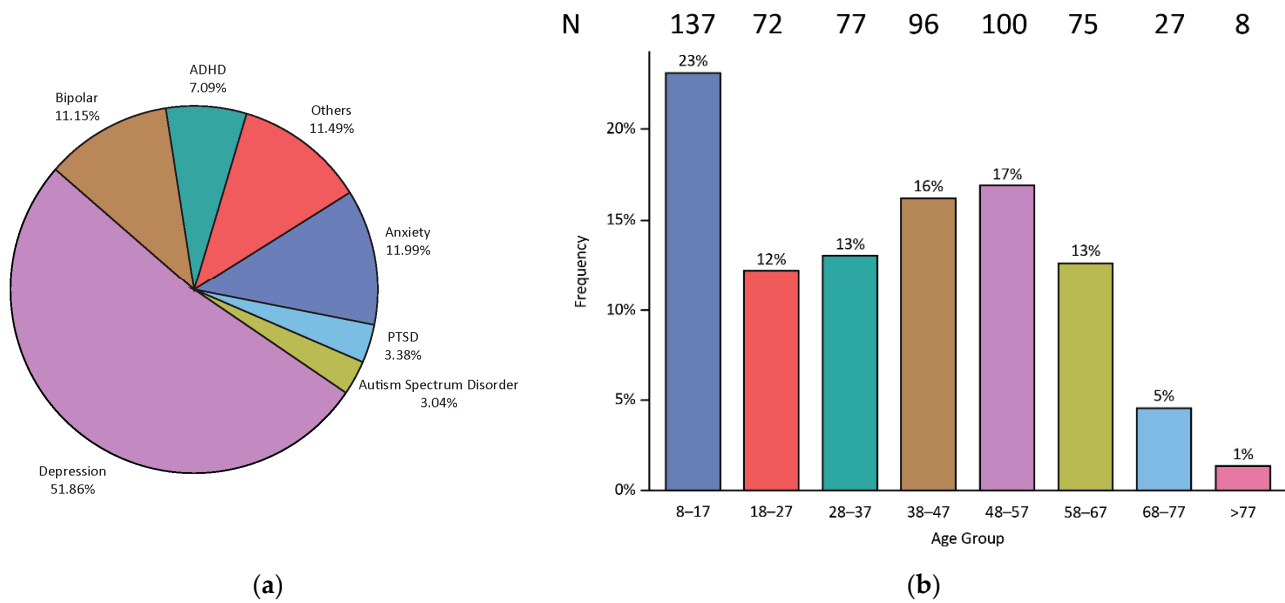 ADHD
7.09%
Bipolar
11.15%
Others
11.49%
Anxiety
11.99%
PTSD
3.38%
Autism Spectrum Disorder
3.04%
Depression
51.86%
(a)
N 137 72 77 96 100 75 27 8
Frequency
20%
15%
10%
5%
0%
23%
12%
13%
16%
17%
13%
5%
1%
8–17 18–27 28–37 38–47 48–57 58–67 68–77 >77
Age Group
(b)